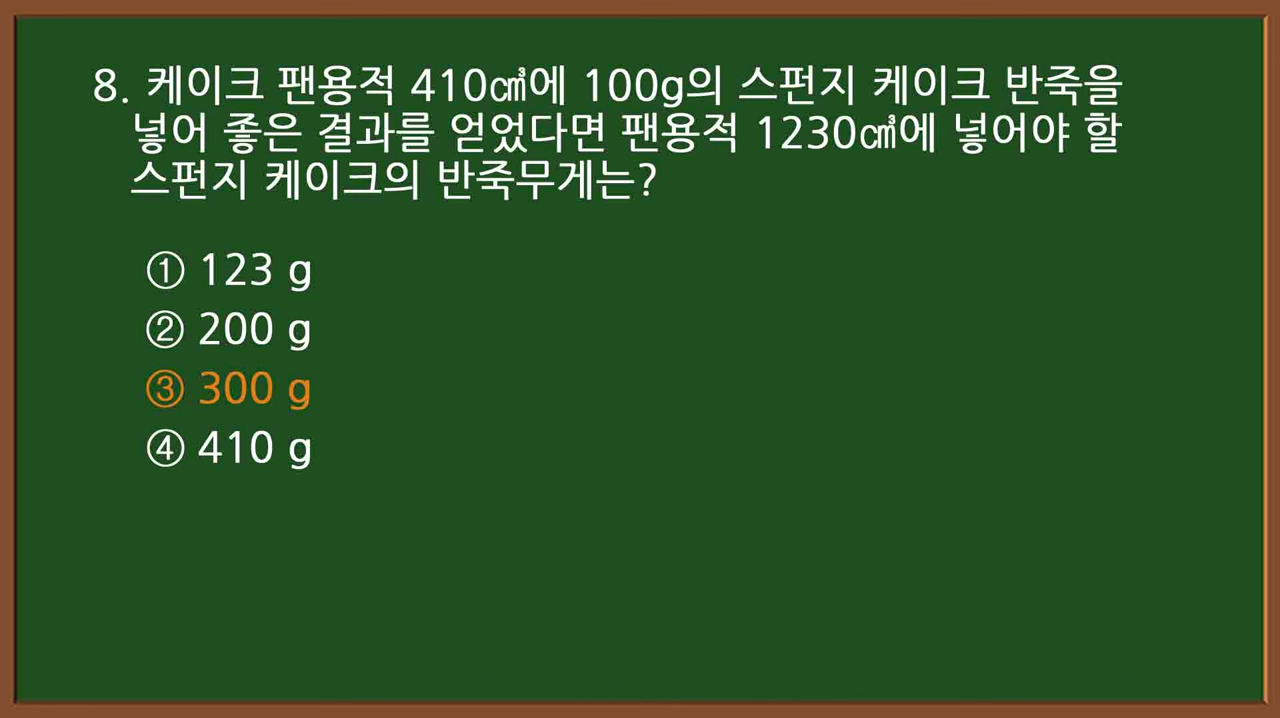 8. 케이크 팬용적 410㎤에 100g의 스펀지 케이크 반죽을
넣어 좋은 결과를 얻었다면 팬용적 1230㎤에 넣어야 할
스펀지 케이크의 반죽무게는?
① 123 g
② 200 g
③ 300 g
④ 410 g